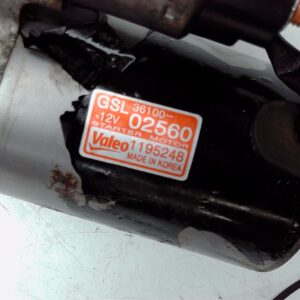 GSL 36100-
12V 02560
STARTER MOTOR
Valeo 1195248
MADE IN KOREA